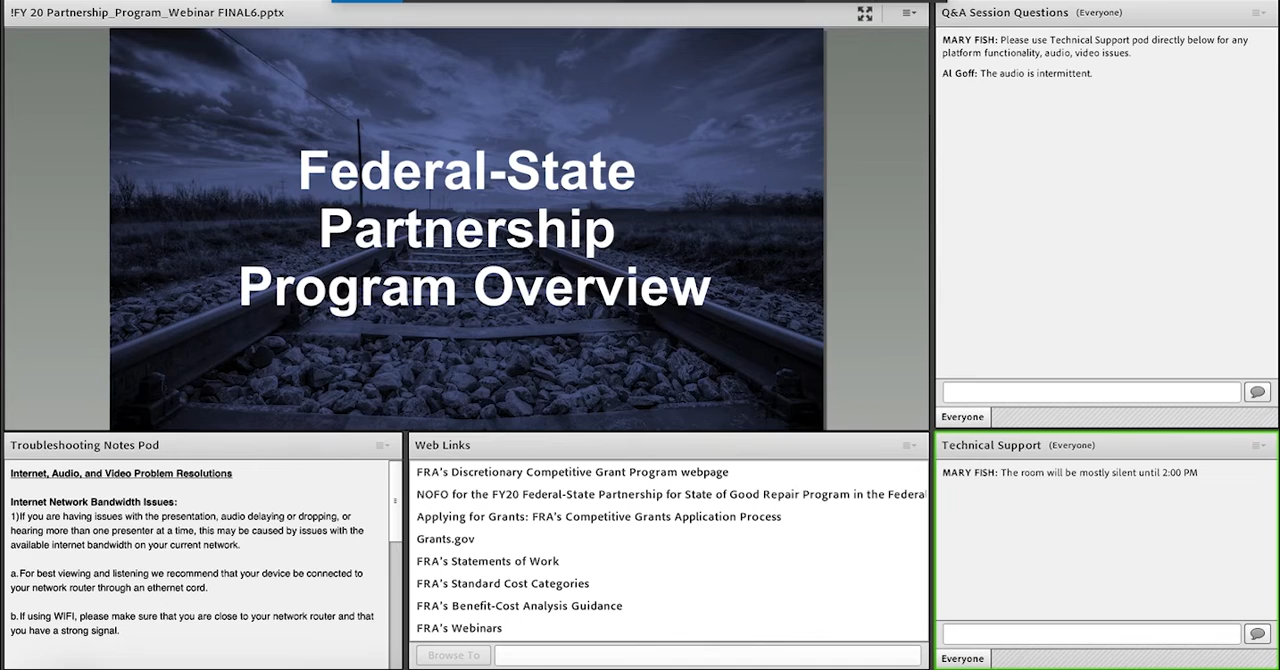 !FY 20 Partnership_Program_Webinar FINAL6.pptx
Federal-State
Partnership
Program Overview
Q&A Session Questions (Everyone)
MARY FISH: Please use Technical Support pod directly below for any
platform functionality, audio, video issues.
Al Goff: The audio is intermittent.
Everyone
Troubleshooting Notes Pod
Internet, Audio, and Video Problem Resolutions
Internet Network Bandwidth Issues:
1)If you are having issues with the presentation, audio delaying or dropping, or
hearing more than one presenter at a time, this may be caused by issues with the
available internet bandwidth on your current network.
a.For best viewing and listening we recommend that your device be connected to
your network router through an ethernet cord.
b.If using WIFI, please make sure that you are close to your network router and that
you have a strong signal.
Web Links
FRA's Discretionary Competitive Grant Program webpage
NOFO for the FY20 Federal-State Partnership for State of Good Repair Program in the Federal
Applying for Grants: FRA's Competitive Grants Application Process
Grants.gov
FRA's Statements of Work
FRA's Standard Cost Categories
FRA's Benefit-Cost Analysis Guidance
FRA's Webinars
Browse To
Technical Support (Everyone)
MARY FISH: The room will be mostly silent until 2:00 PM
Everyone